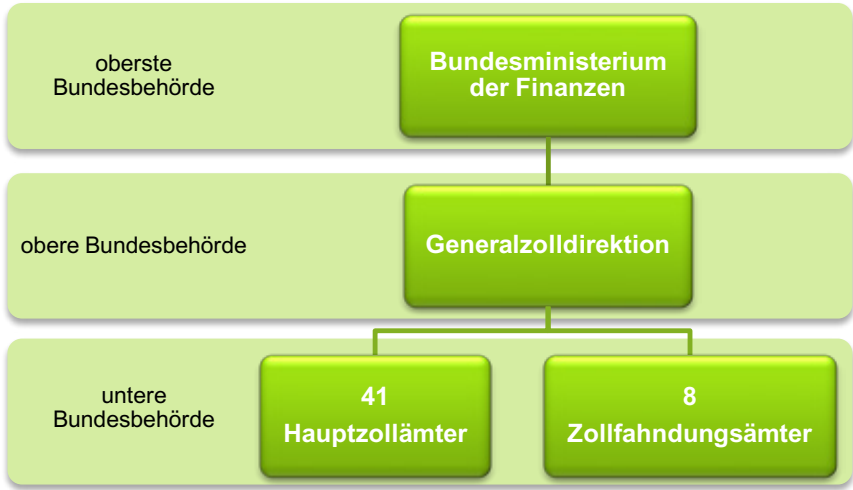 oberste
Bundesbehörde
Bundesministerium
der Finanzen
obere Bundesbehörde
Generalzolldirektion
untere
Bundesbehörde
41
Hauptzollämter
8
Zollfahndungsämter